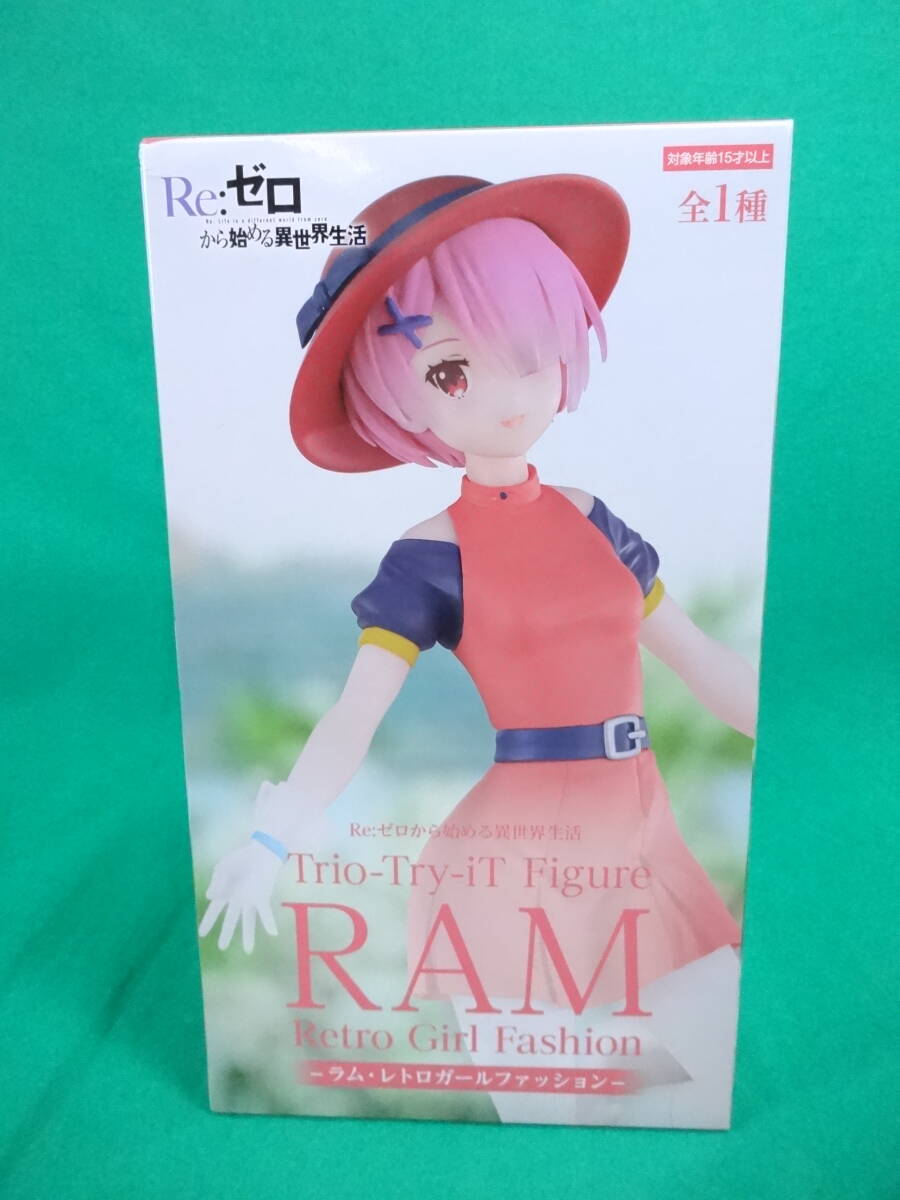 Re:ゼロ
Re: Life in a different world from zero
から始める異世界生活
対象年齢15才以上
全1種
Re:ゼロから始める異世界生活
Trio-Try-iT Figure
RAM
Retro Girl Fashion
−ラム・レトロガールファッション−